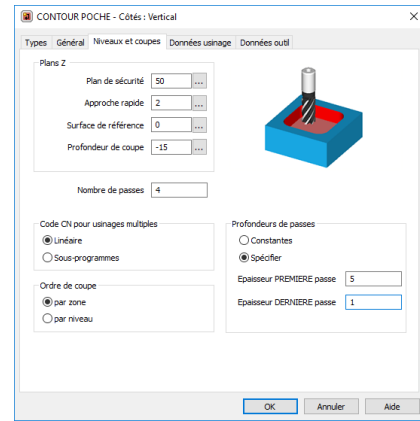 CONTOUR POCHE - Côtés : Vertical
Types Général Niveaux et coupes Données usinage Données outil
Plans Z
Plan de sécurité 50 ...
Approche rapide 2 ...
Surface de référence 0 ...
Profondeur de coupe -15 ...
Nombre de passes 4
Code CN pour usinages multiples
Linéaire
Sous-programmes
Ordre de coupe
par zone
par niveau
Profondeurs de passes
Constantes
Spécifier
Epaisseur PREMIERE passe 5
Epaisseur DERNIERE passe 1
OK Annuler Aide